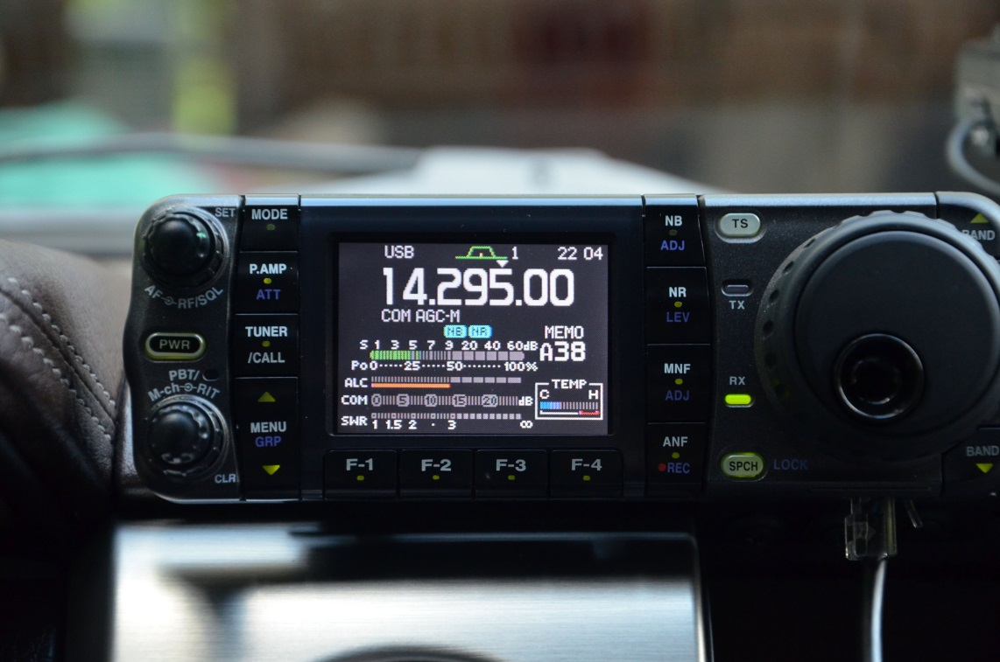 SET
MODE
AF RF/SQL
P.AMP
ATT
PWR
TUNER
/CALL
PBT/
M-ch RIT
MENU
GRP
CLR
USB 1 22 04
14.295.00
COM AGC-M
NB NR
MEMO
A38
S 1 3 5 7 9 20 40 60dB
Po 0 25 50 100%
ALC
COM 0 5 10 15 20 dB
SWR 1 1.5 2 3 ∞
TEMP
C H
F-1 F-2 F-3 F-4
NB
ADJ
NR
LEV
MNF
ADJ
ANF
REC
TS
TX
RX
SPCH LOCK
BAND
BAND